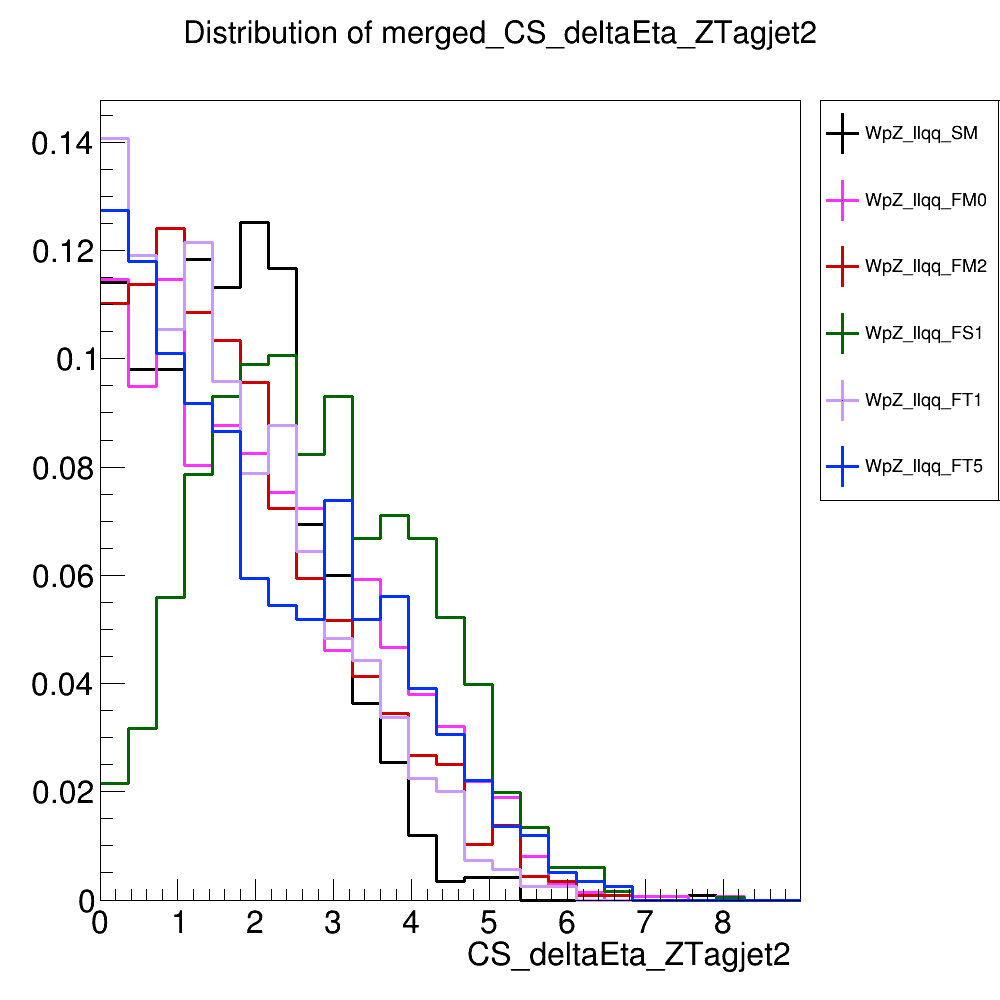 Distribution of merged_CS_deltaEta_ZTagjet2
0.14
0.12
0.1
0.08
0.06
0.04
0.02
0
0 1 2 3 4 5 6 7 8
CS_deltaEta_ZTagjet2
WpZ_llqq_SM
WpZ_llqq_FM0
WpZ_llqq_FM2
WpZ_llqq_FS1
WpZ_llqq_FT1
WpZ_llqq_FT5